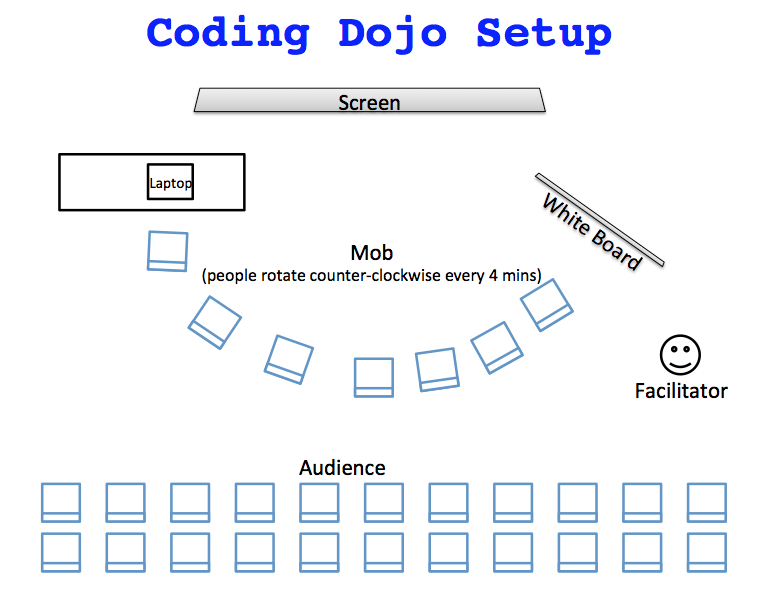 Coding Dojo Setup
Screen
Laptop
White Board
Mob
(people rotate counter-clockwise every 4 mins)
Facilitator
Audience